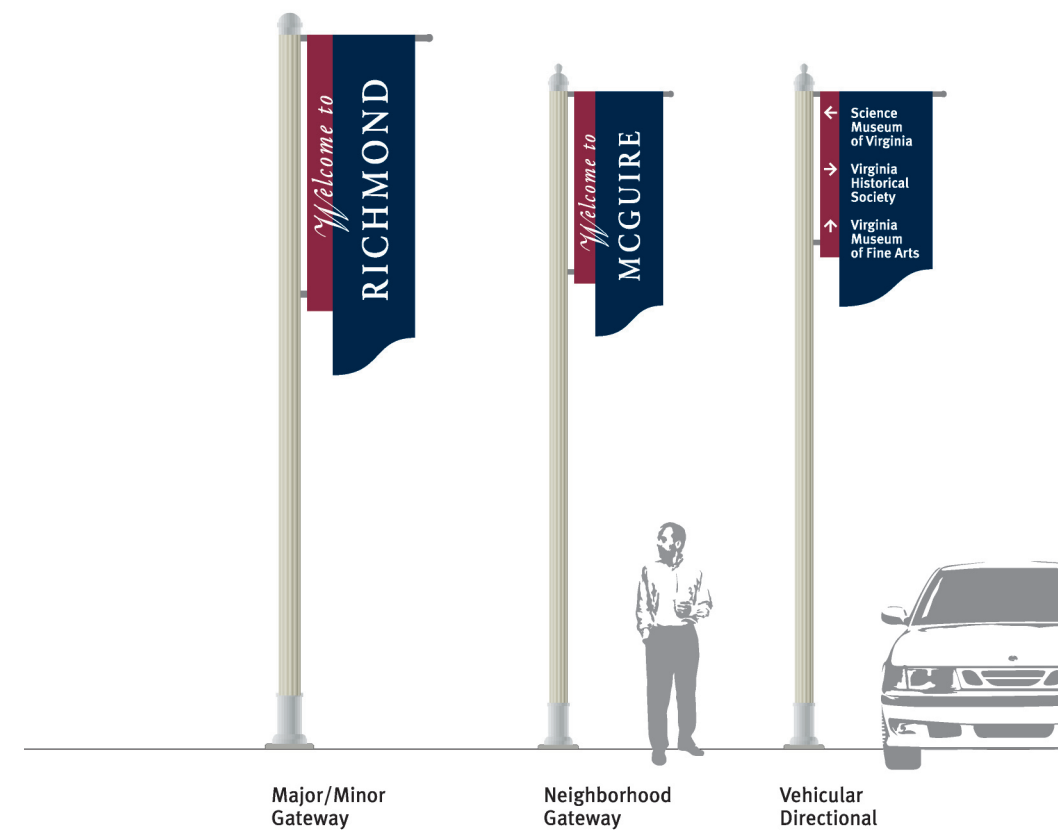 Welcome to
RICHMOND
Welcome to
MCGUIRE
← Science
Museum
of Virginia
→ Virginia
Historical
Society
↑ Virginia
Museum
of Fine Arts
Major/Minor
Gateway
Neighborhood
Gateway
Vehicular
Directional